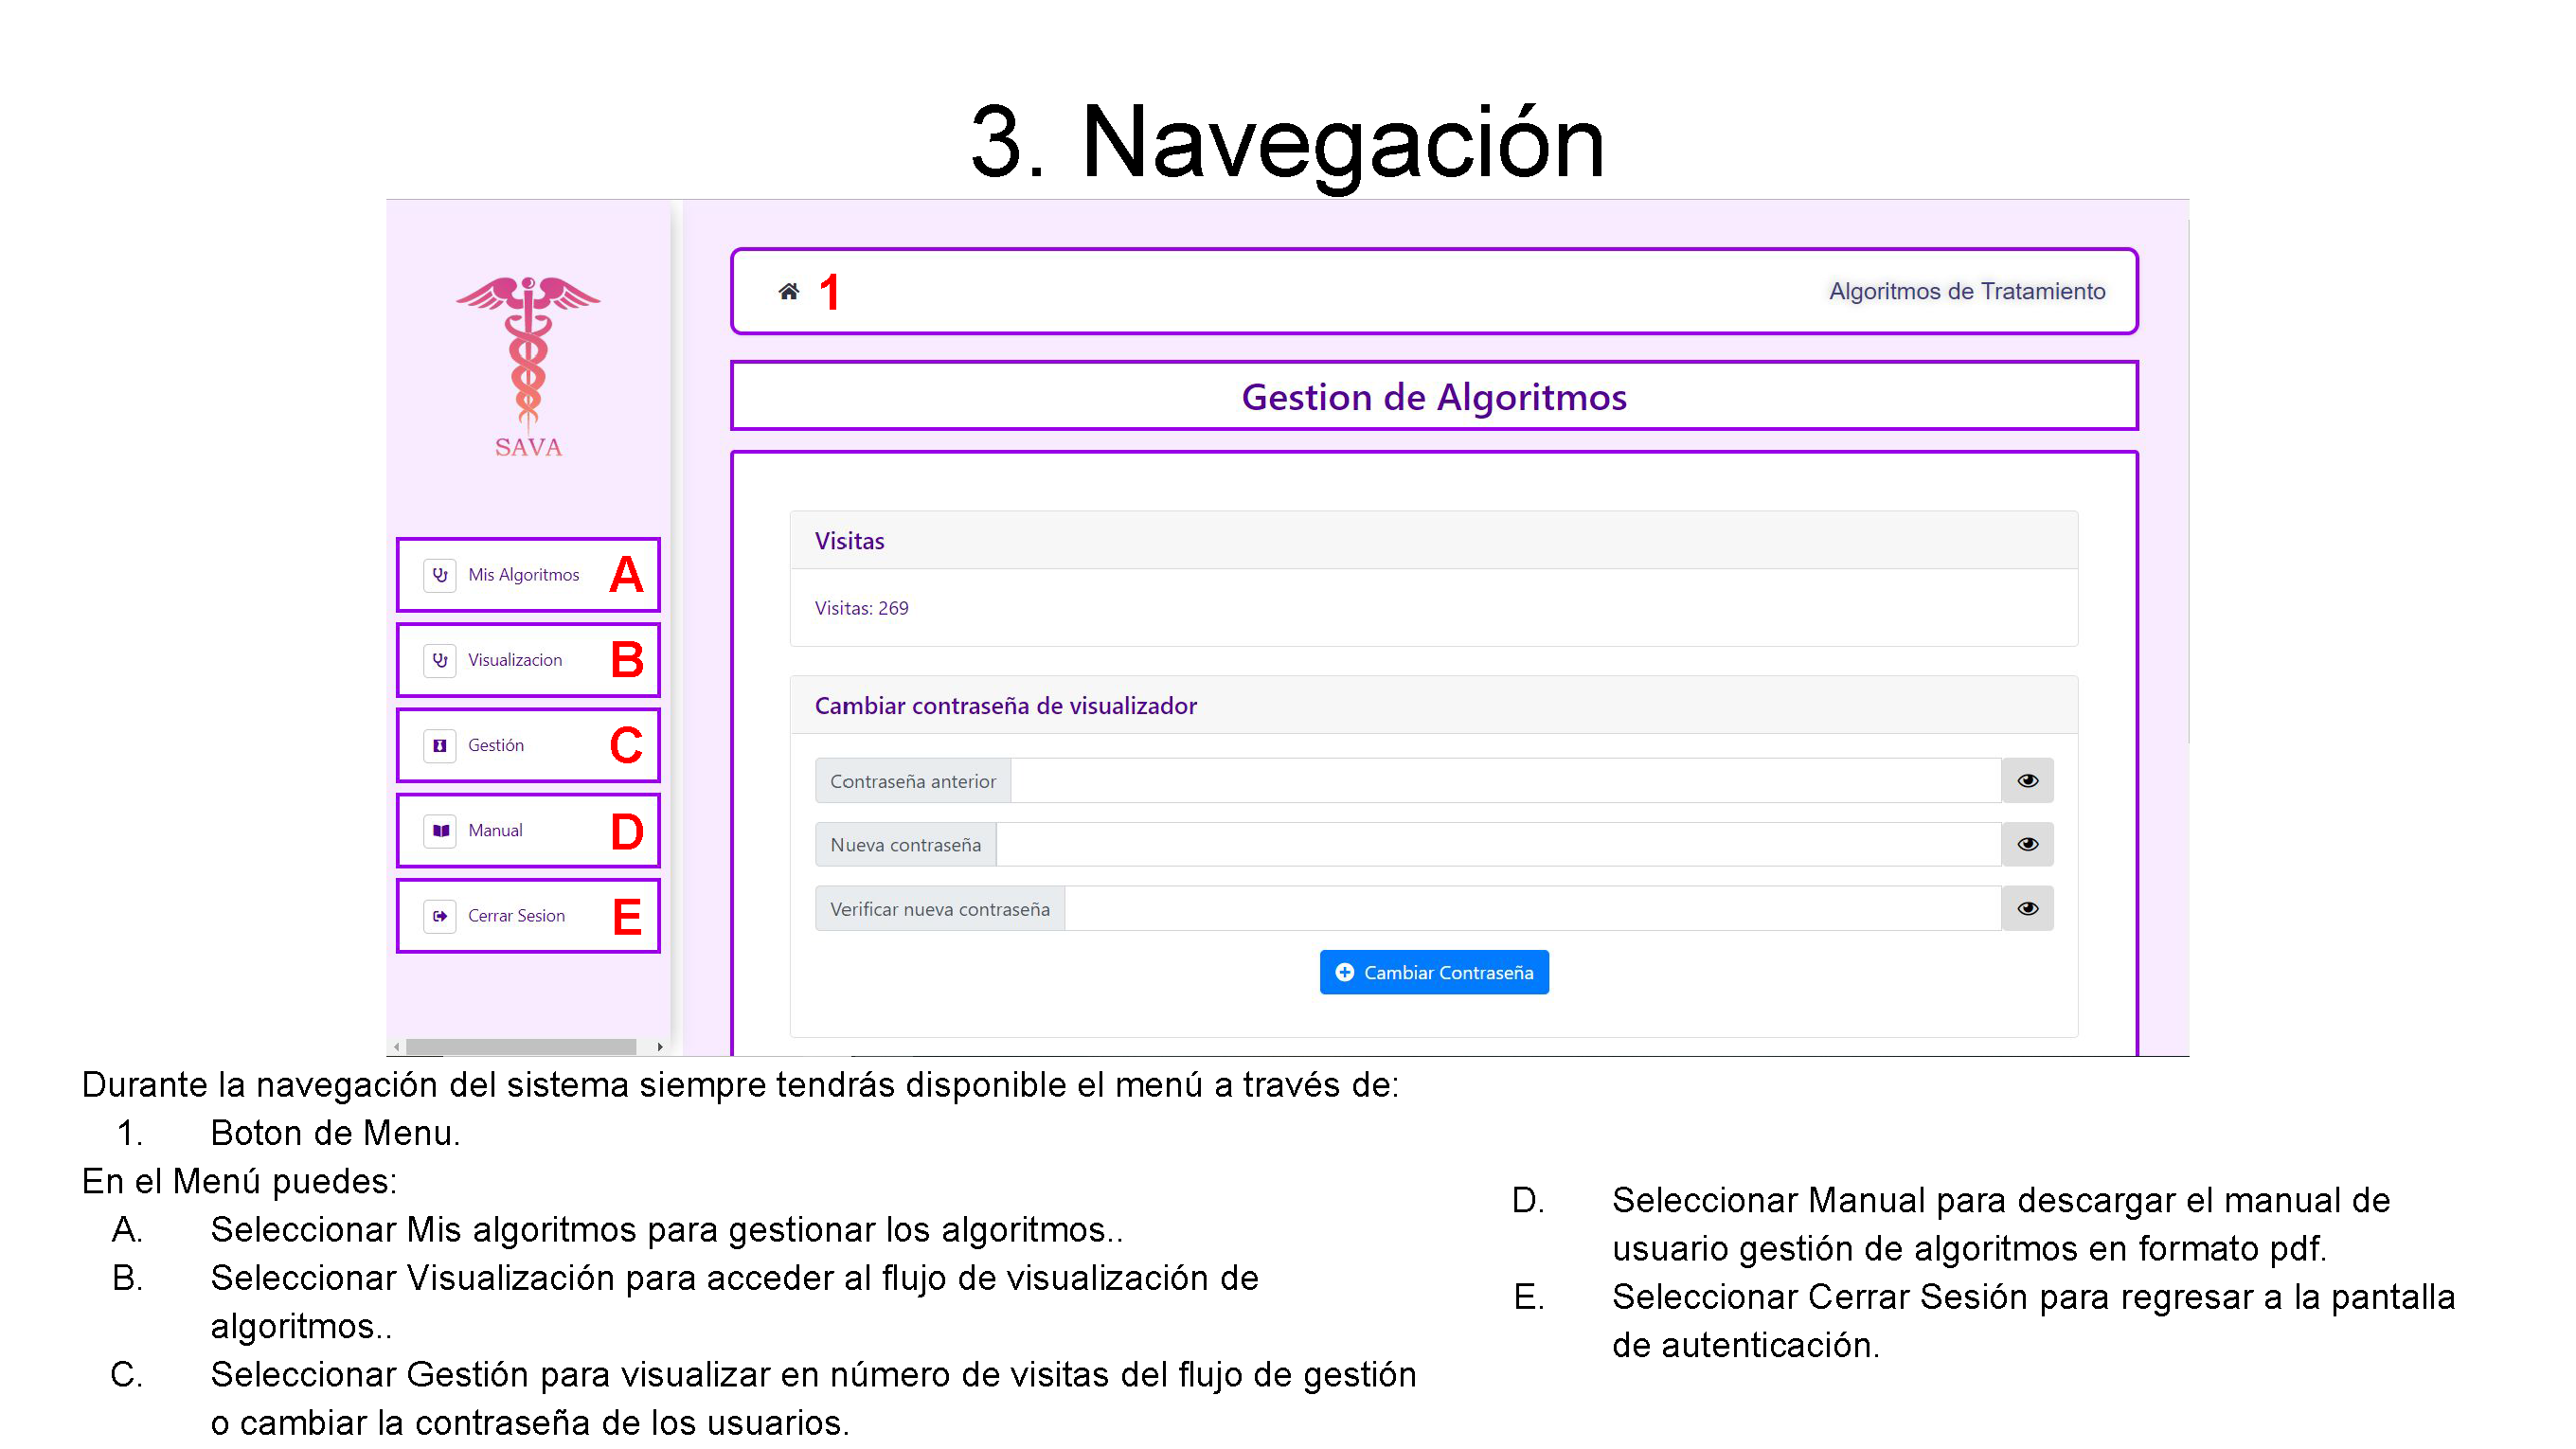 3. Navegación
SAVA
1
Algoritmos de Tratamiento
Gestion de Algoritmos
Mis Algoritmos A
Visualizacion B
Gestión C
Manual D
Cerrar Sesion E
Visitas
Visitas: 269
Cambiar contraseña de visualizador
Contraseña anterior
Nueva contraseña
Verificar nueva contraseña
Cambiar Contraseña
Durante la navegación del sistema siempre tendrás disponible el menú a través de:
1. Boton de Menu.
En el Menú puedes:
A. Seleccionar Mis algoritmos para gestionar los algoritmos..
B. Seleccionar Visualización para acceder al flujo de visualización de
algoritmos..
C. Seleccionar Gestión para visualizar en número de visitas del flujo de gestión
o cambiar la contraseña de los usuarios.
D. Seleccionar Manual para descargar el manual de
usuario gestión de algoritmos en formato pdf.
E. Seleccionar Cerrar Sesión para regresar a la pantalla
de autenticación.